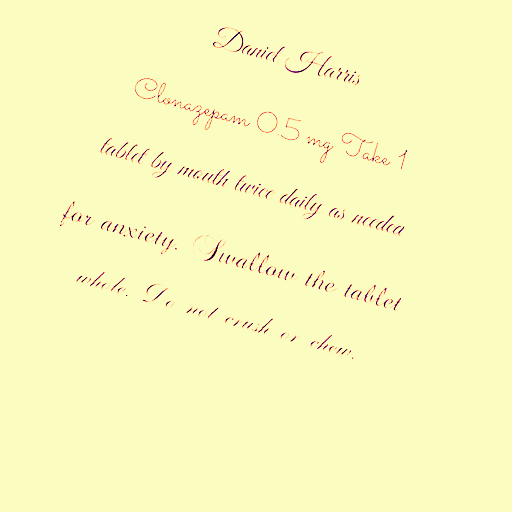 Daniel Harris
Clonazepam 0.5 mg Take 1
tablet by mouth twice daily as needed
for anxiety. Swallow the tablet
whole. Do not crush or chew.